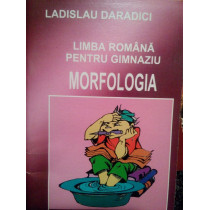 LADISLAU DARADICI
LIMBA ROMÂNĂ
PENTRU GIMNAZIU
MORFOLOGIA